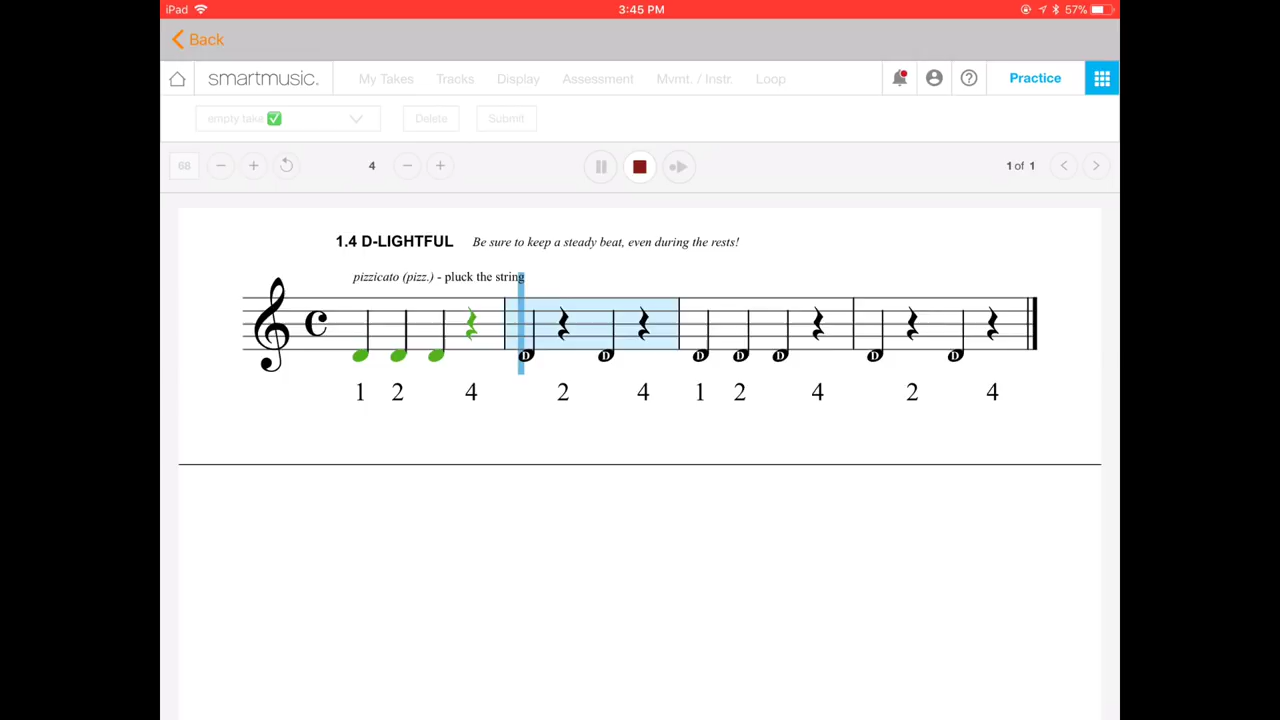 iPad 3:45 PM 57%
Back
smartmusic. My Takes Tracks Display Assessment Mvmt. / Instr. Loop Practice
empty take ✅ Delete Submit
68 4 1 of 1
1.4 D-LIGHTFUL Be sure to keep a steady beat, even during the rests!
pizzicato (pizz.) - pluck the string
D D D D D D D
1 2 4 2 4 1 2 4 2 4